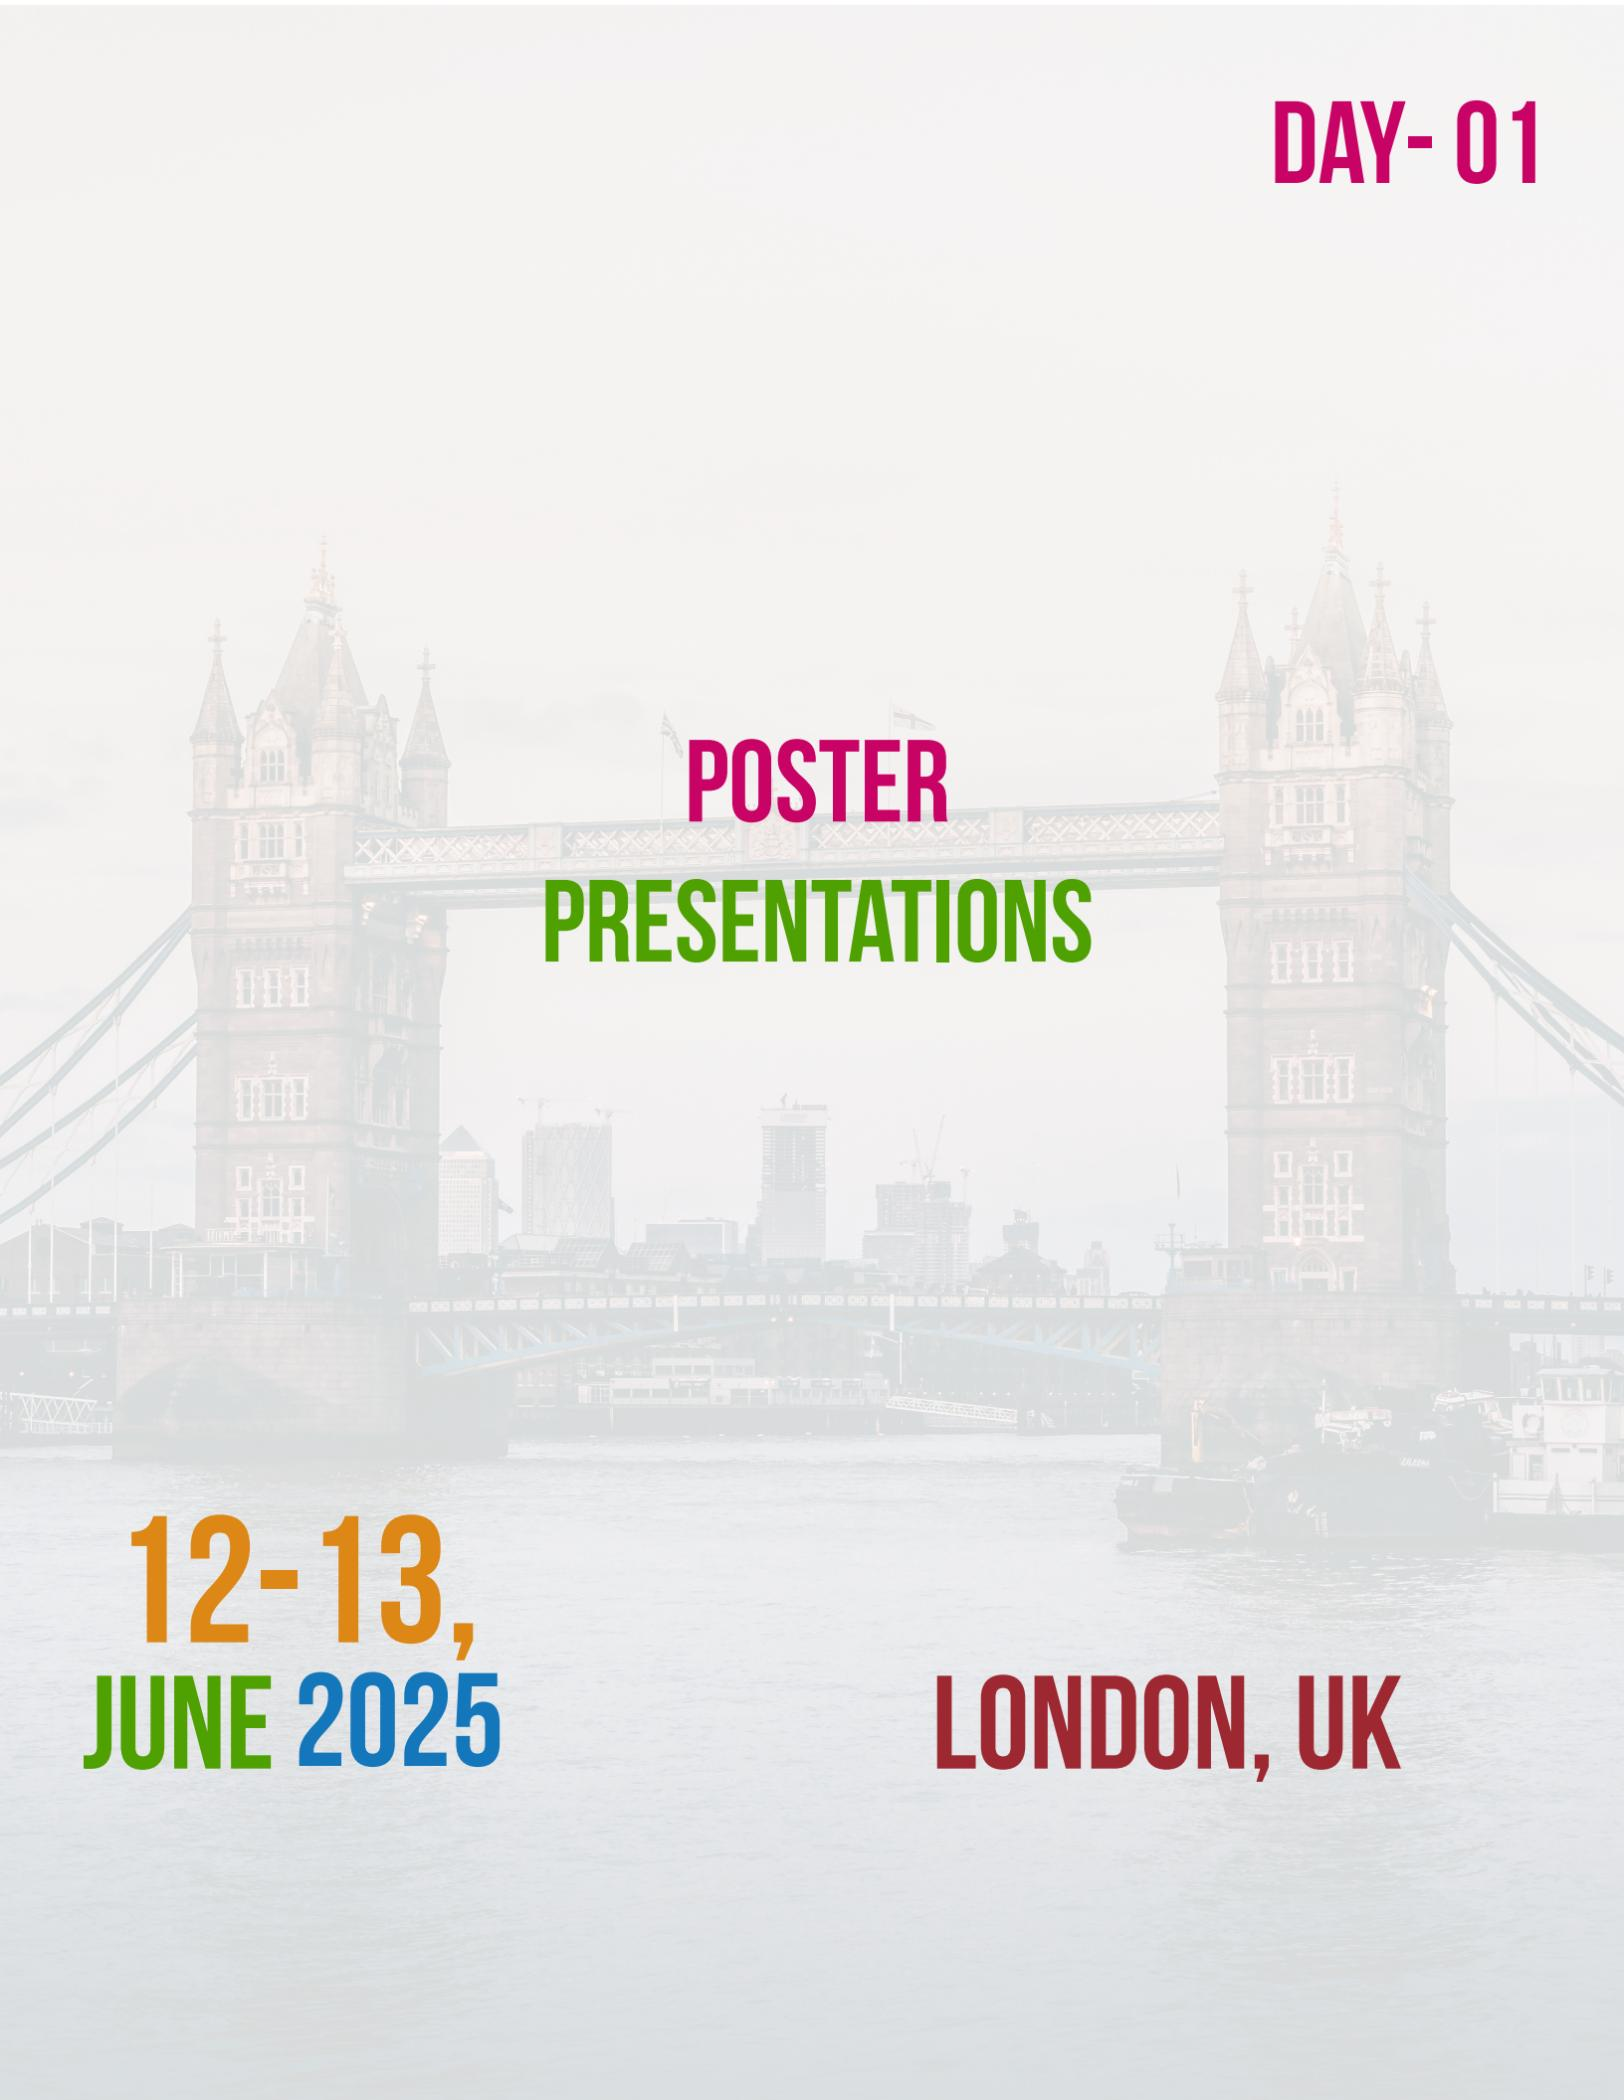 DAY- 01
POSTER
PRESENTATIONS
12-13,
JUNE 2025
LONDON, UK